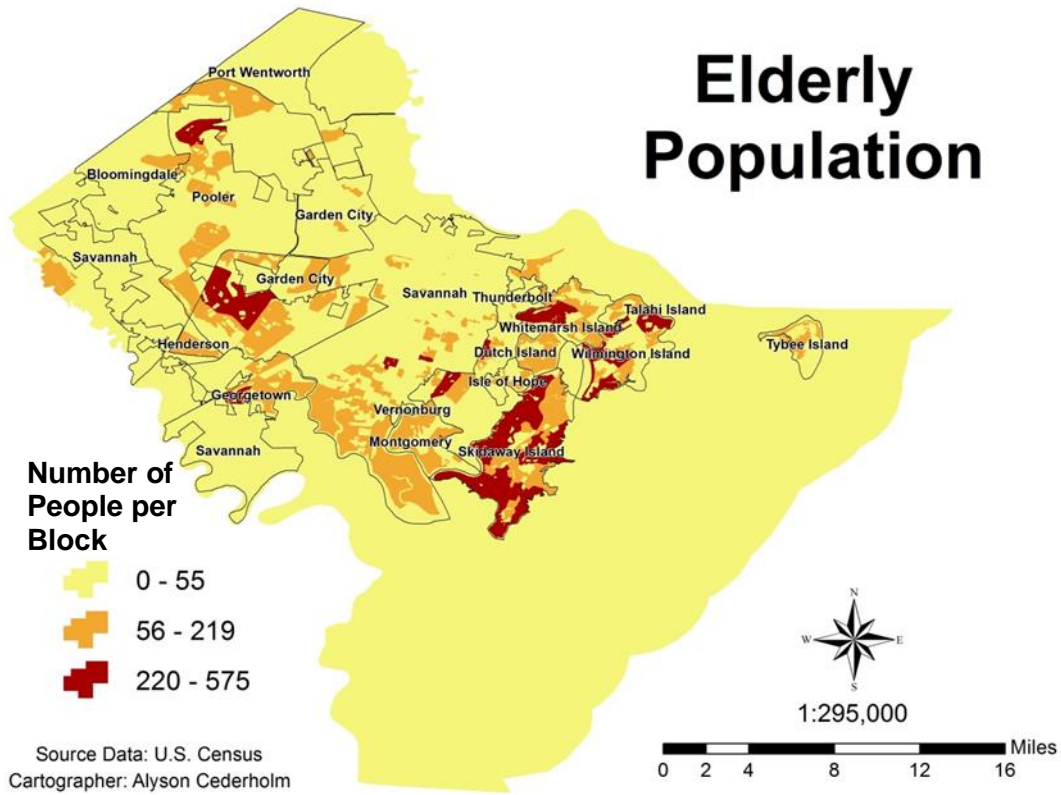 Elderly
Population
Port Wentworth
Bloomingdale
Pooler
Garden City
Savannah
Garden City
Savannah
Thunderbolt
Talahi Island
Whitemarsh Island
Henderson
Dutch Island
Wilmington Island
Tybee Island
Isle of Hope
Georgetown
Vernonburg
Montgomery
Savannah
Skidaway Island
Number of
People per
Block
0 - 55
56 - 219
220 - 575
N
W
E
S
1:295,000
Miles
0 2 4 8 12 16
Source Data: U.S. Census
Cartographer: Alyson Cederholm